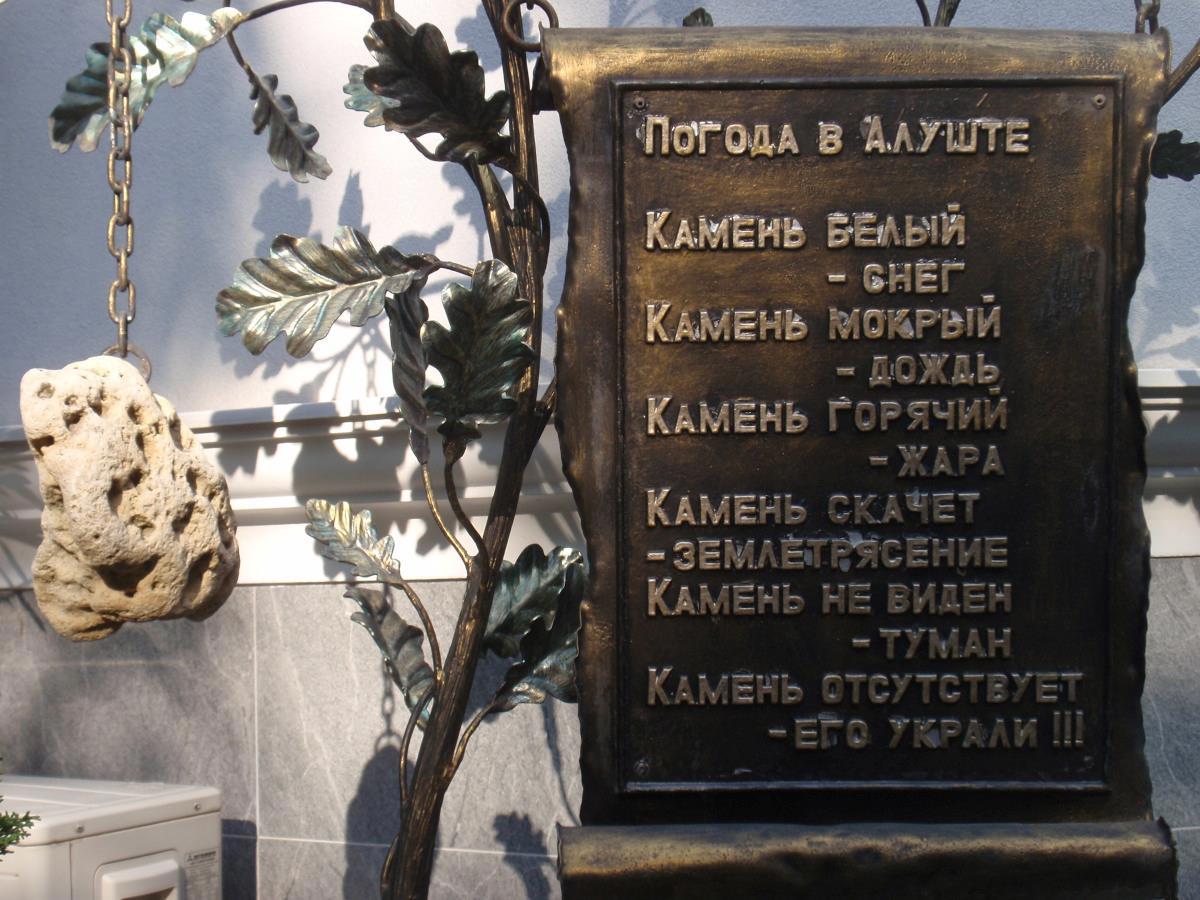 Погода в Алуште
Камень белый
- снег
Камень мокрый
- дождь
Камень горячий
- жара
Камень скачет
- землетрясение
Камень не виден
- туман
Камень отсутствует
- его украли !!!